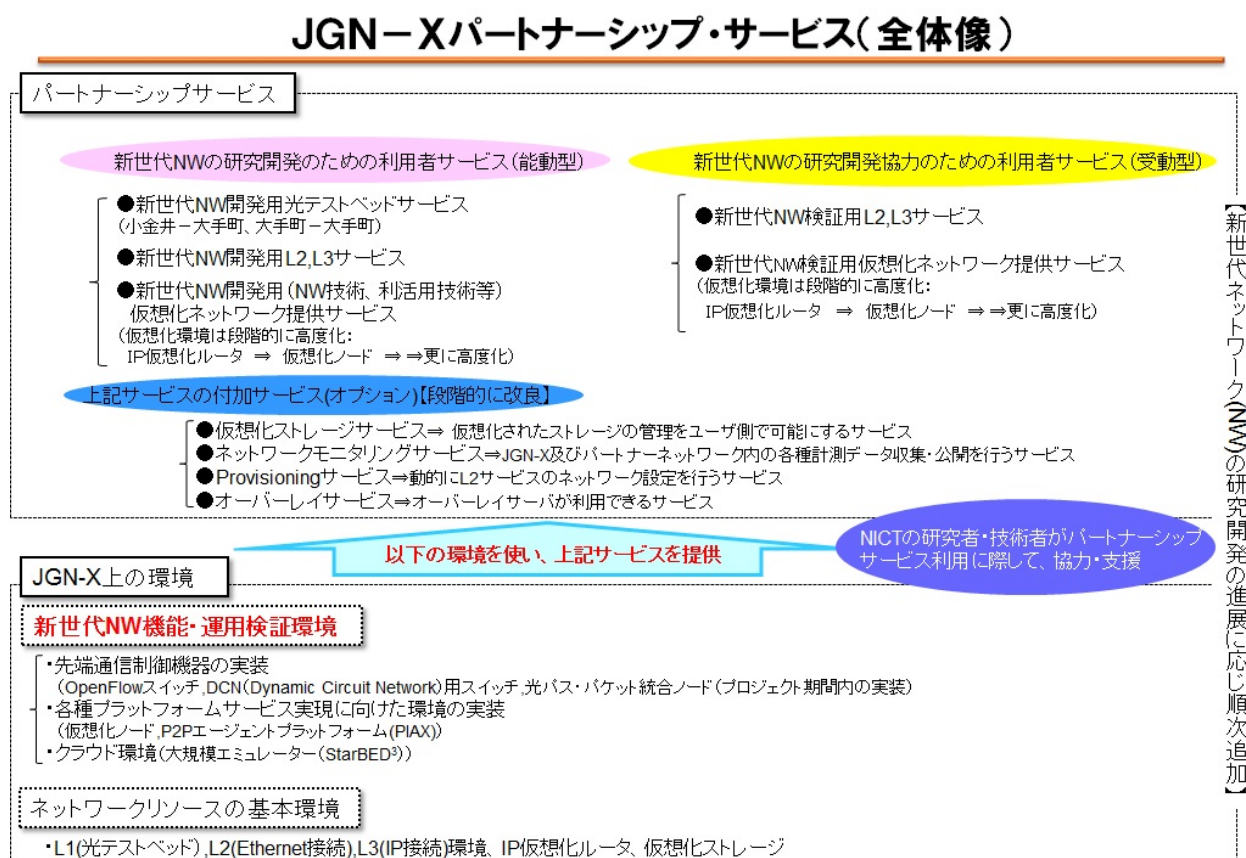 JGN－Xパートナーシップ・サービス（全体像）
パートナーシップサービス
新世代NWの研究開発のための利用者サービス（能動型）
●新世代NW開発用光テストベッドサービス
（小金井－大手町、大手町－大手町）
●新世代NW開発用L2,L3サービス
●新世代NW開発用（NW技術、利活用技術等）
仮想化ネットワーク提供サービス
（仮想化環境は段階的に高度化：
IP仮想化ルータ ⇒ 仮想化ノード ⇒⇒更に高度化）
新世代NWの研究開発協力のための利用者サービス（受動型）
●新世代NW検証用L2,L3サービス
●新世代NW検証用仮想化ネットワーク提供サービス
（仮想化環境は段階的に高度化：
IP仮想化ルータ ⇒ 仮想化ノード ⇒⇒更に高度化）
上記サービスの付加サービス(オプション)【段階的に改良】
●仮想化ストレージサービス⇒ 仮想化されたストレージの管理をユーザ側で可能にするサービス
●ネットワークモニタリングサービス⇒JGN-X及びパートナーネットワーク内の各種計測データ収集・公開を行うサービス
●Provisioningサービス⇒動的にL2サービスのネットワーク設定を行うサービス
●オーバーレイサービス⇒オーバーレイサーバが利用できるサービス
以下の環境を使い、上記サービスを提供
NICTの研究者・技術者がパートナーシップ
サービス利用に際して、協力・支援
JGN-X上の環境
新世代NW機能・運用検証環境
・先端通信制御機器の実装
（OpenFlowスイッチ,DCN（Dynamic Circuit Network）用スイッチ,光パス・パケット統合ノード（プロジェクト期間内の実装）
・各種プラットフォームサービス実現に向けた環境の実装
（仮想化ノード,P2Pエージェントプラットフォーム(PIAX)）
・クラウド環境(大規模エミュレーター（StarBED³）)
ネットワークリソースの基本環境
・L1(光テストベッド）,L2(Ethernet接続),L3(IP接続)環境、IP仮想化ルータ、仮想化ストレージ
【新世代ネットワーク(NW)の研究開発の進展に応じ順次追加】